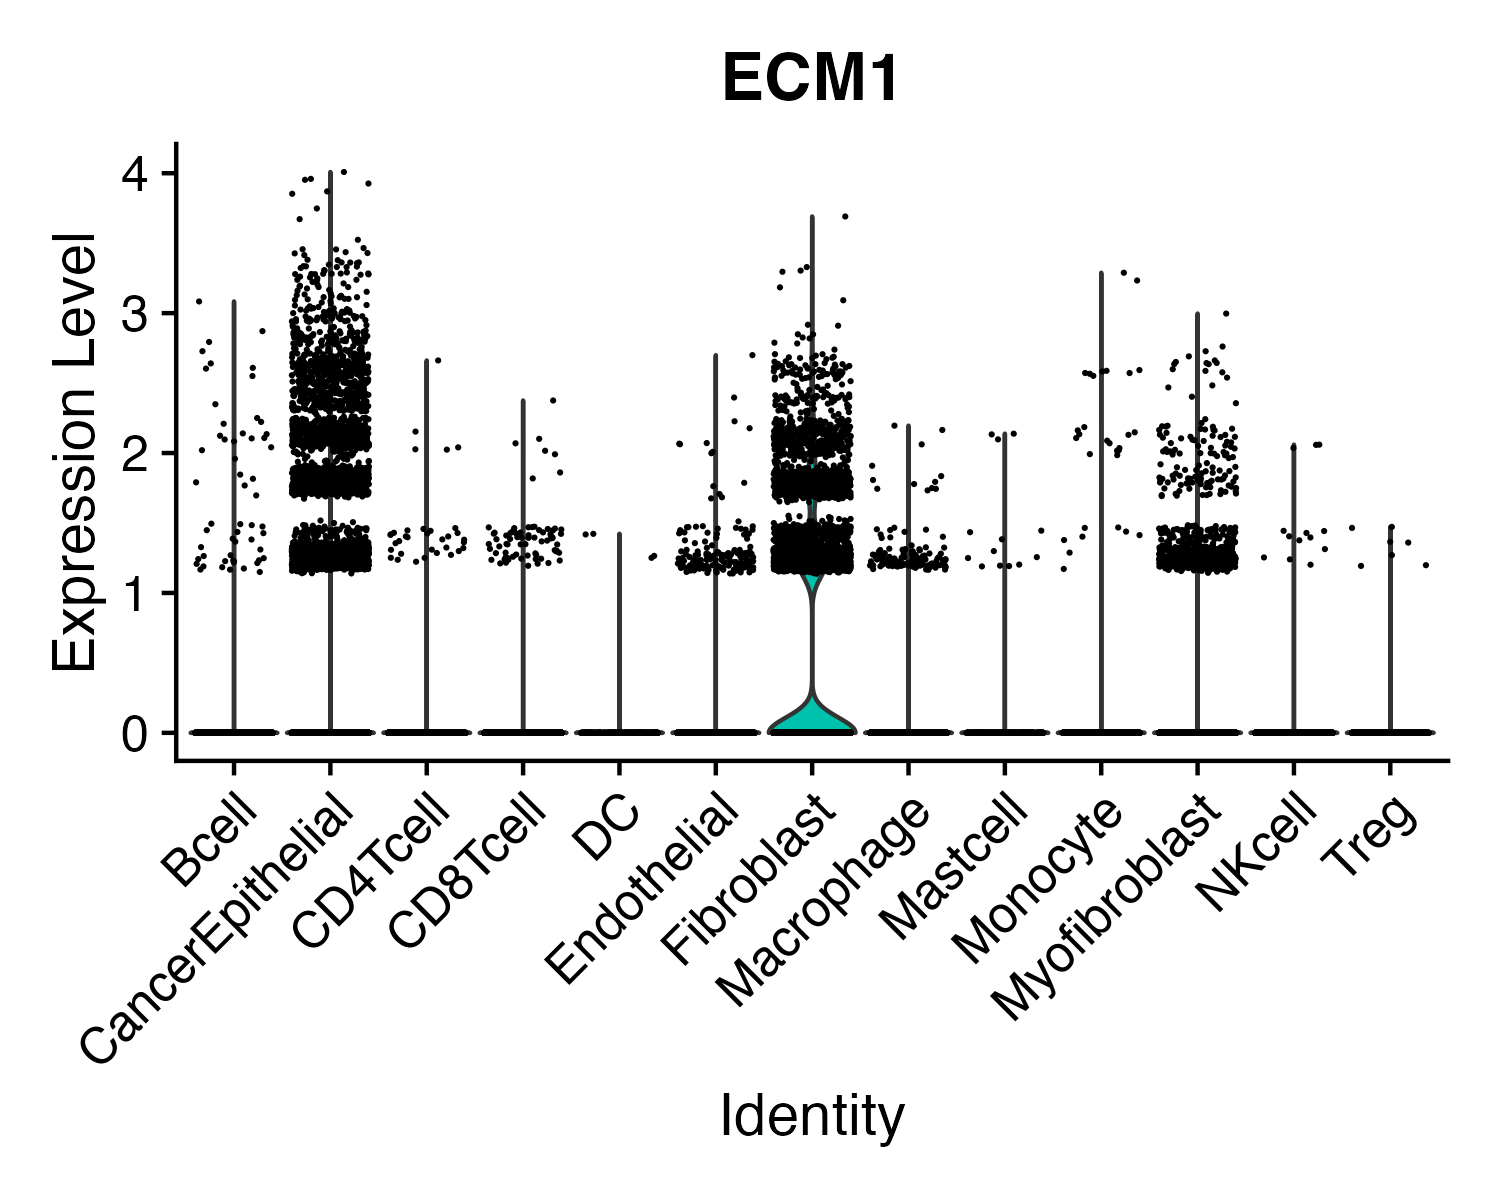 ECM1
Expression Level
4
3
2
1
0
Bcell
CancerEpithelial
CD4Tcell
CD8Tcell
DC
Endothelial
Fibroblast
Macrophage
Mastcell
Monocyte
Myofibroblast
NKcell
Treg
Identity